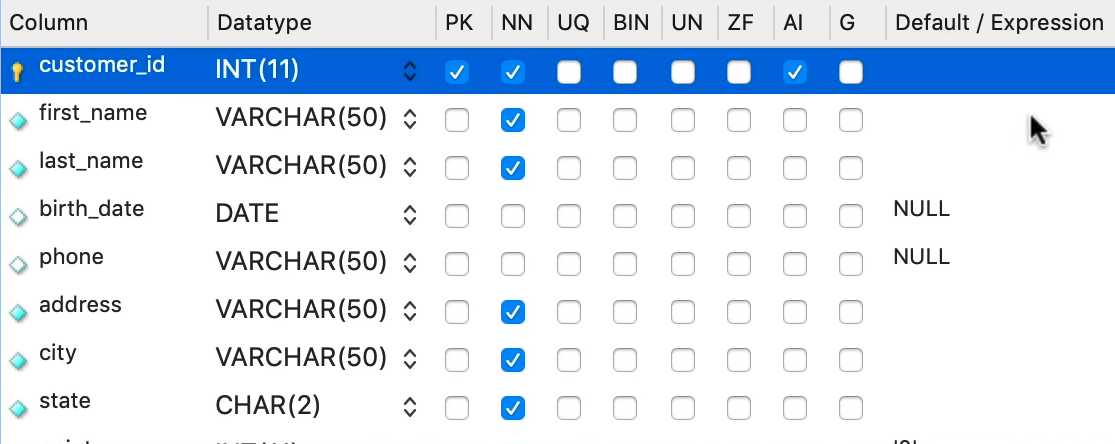 Column Datatype PK NN UQ BIN UN ZF AI G Default / Expression
customer_id INT(11)
first_name VARCHAR(50)
last_name VARCHAR(50)
birth_date DATE NULL
phone VARCHAR(50) NULL
address VARCHAR(50)
city VARCHAR(50)
state CHAR(2)